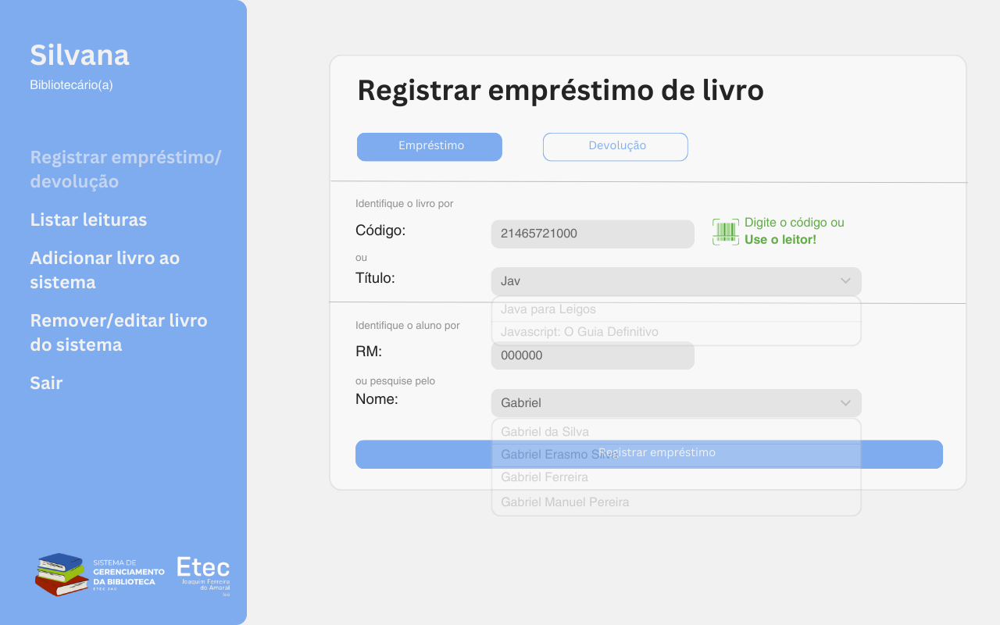 Silvana
Bibliotecário(a)
Registrar empréstimo/
devolução
Listar leituras
Adicionar livro ao
sistema
Remover/editar livro
do sistema
Sair
SISTEMA DE
GERENCIAMENTO
DA BIBLIOTECA
ETEC JAÚ
Etec
Joaquim Ferreira
do Amaral
Jaú
Registrar empréstimo de livro
Empréstimo
Devolução
Identifique o livro por
Código:
21465721000
Digite o código ou
Use o leitor!
ou
Título:
Jav
Java para Leigos
Javascript: O Guia Definitivo
Identifique o aluno por
RM:
000000
ou pesquise pelo
Nome:
Gabriel
Gabriel da Silva
Gabriel Erasmo Silva
Registrar empréstimo
Gabriel Ferreira
Gabriel Manuel Pereira